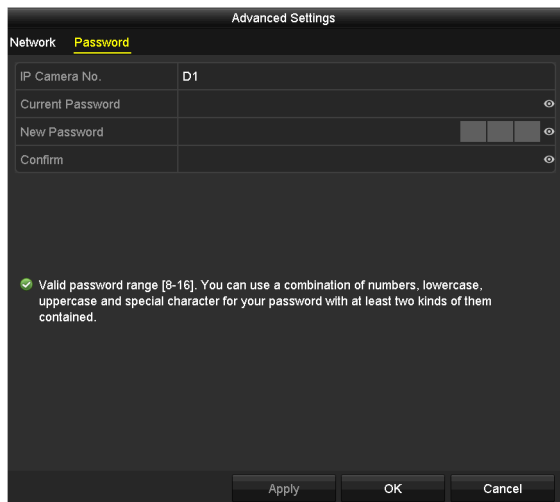 Advanced Settings
Network Password
IP Camera No. D1
Current Password
New Password
Confirm
Valid password range [8-16]. You can use a combination of numbers, lowercase,
uppercase and special character for your password with at least two kinds of them
contained.
Apply OK Cancel